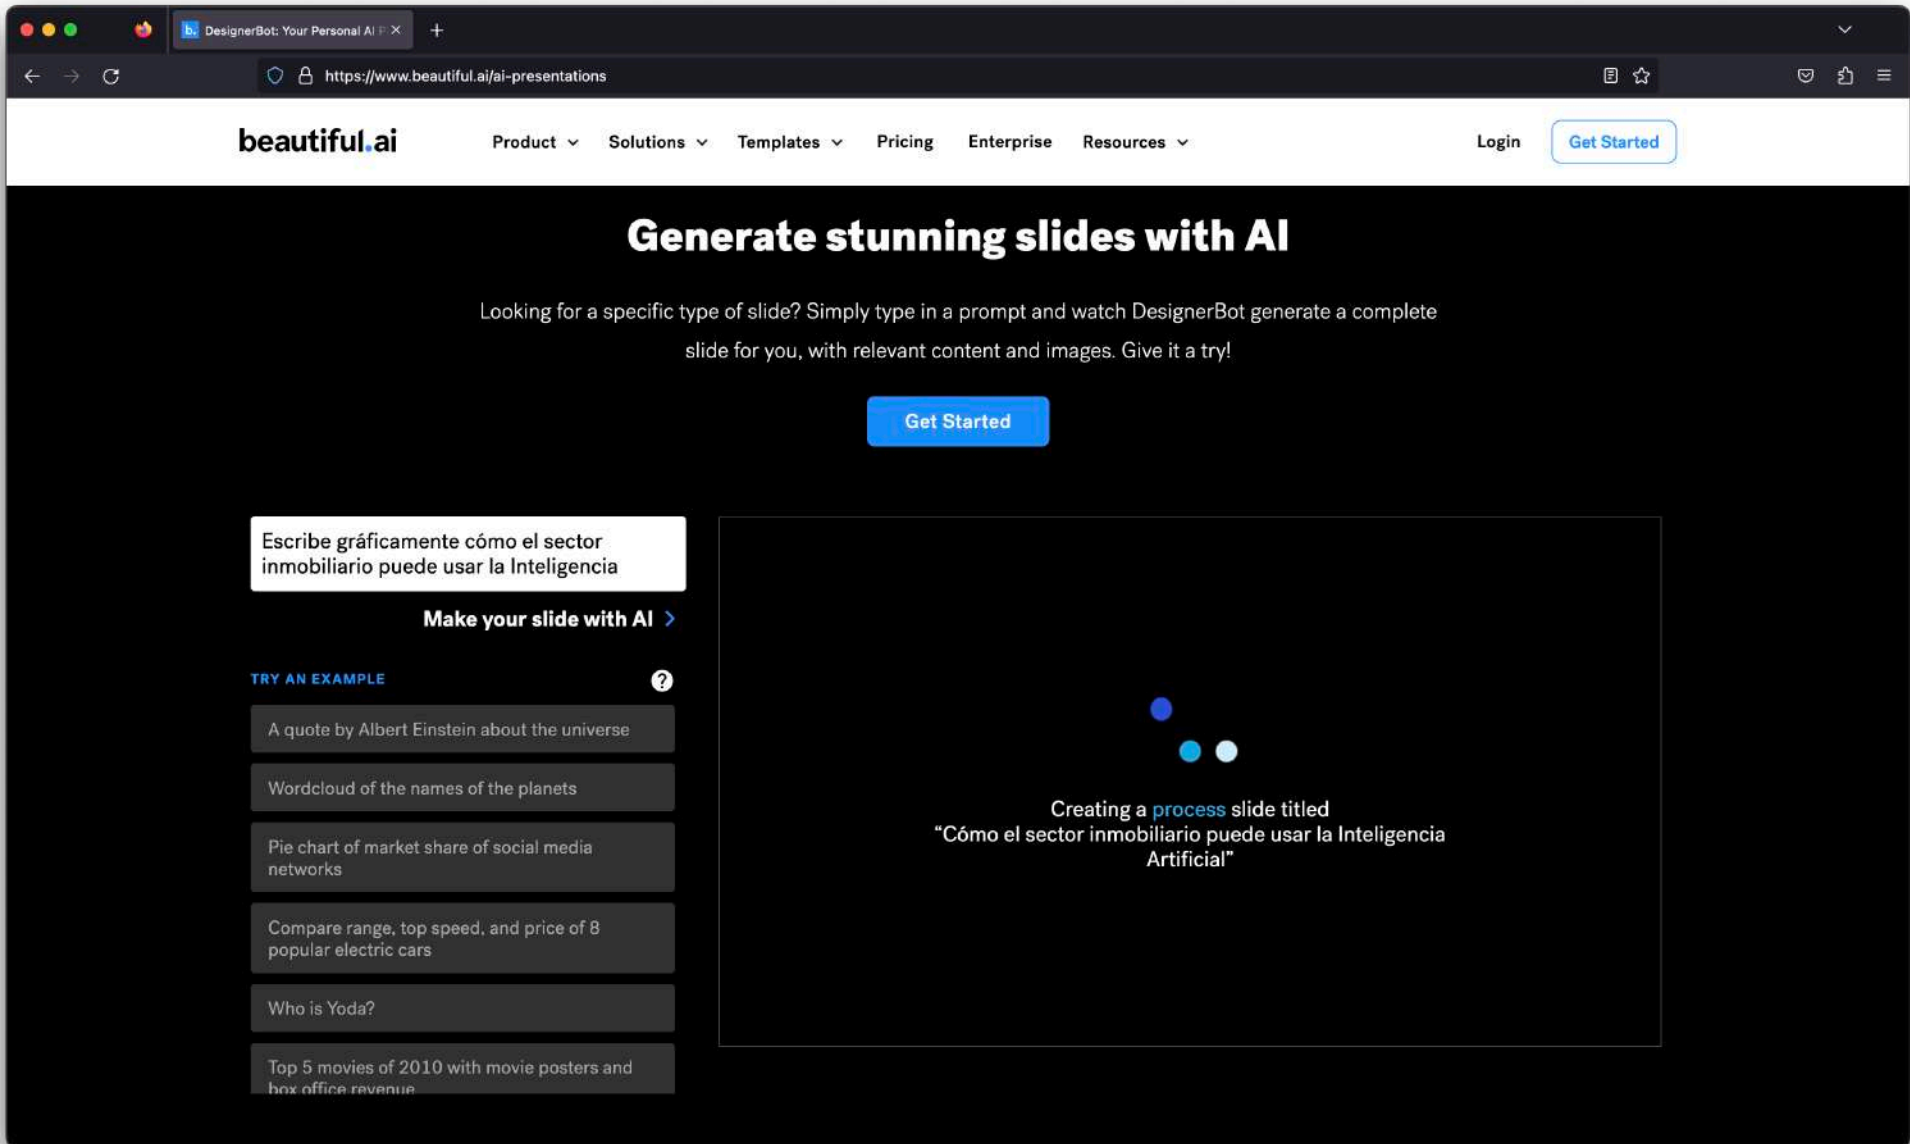 DesignerBot: Your Personal AI P
https://www.beautiful.ai/ai-presentations
beautiful.ai
Product
Solutions
Templates
Pricing
Enterprise
Resources
Login
Get Started
Generate stunning slides with AI
Looking for a specific type of slide? Simply type in a prompt and watch DesignerBot generate a complete
slide for you, with relevant content and images. Give it a try!
Get Started
Escribe gráficamente cómo el sector
inmobiliario puede usar la Inteligencia
Make your slide with AI
TRY AN EXAMPLE
?
A quote by Albert Einstein about the universe
Wordcloud of the names of the planets
Pie chart of market share of social media
networks
Compare range, top speed, and price of 8
popular electric cars
Who is Yoda?
Top 5 movies of 2010 with movie posters and
box office revenue
Creating a process slide titled
“Cómo el sector inmobiliario puede usar la Inteligencia
Artificial”